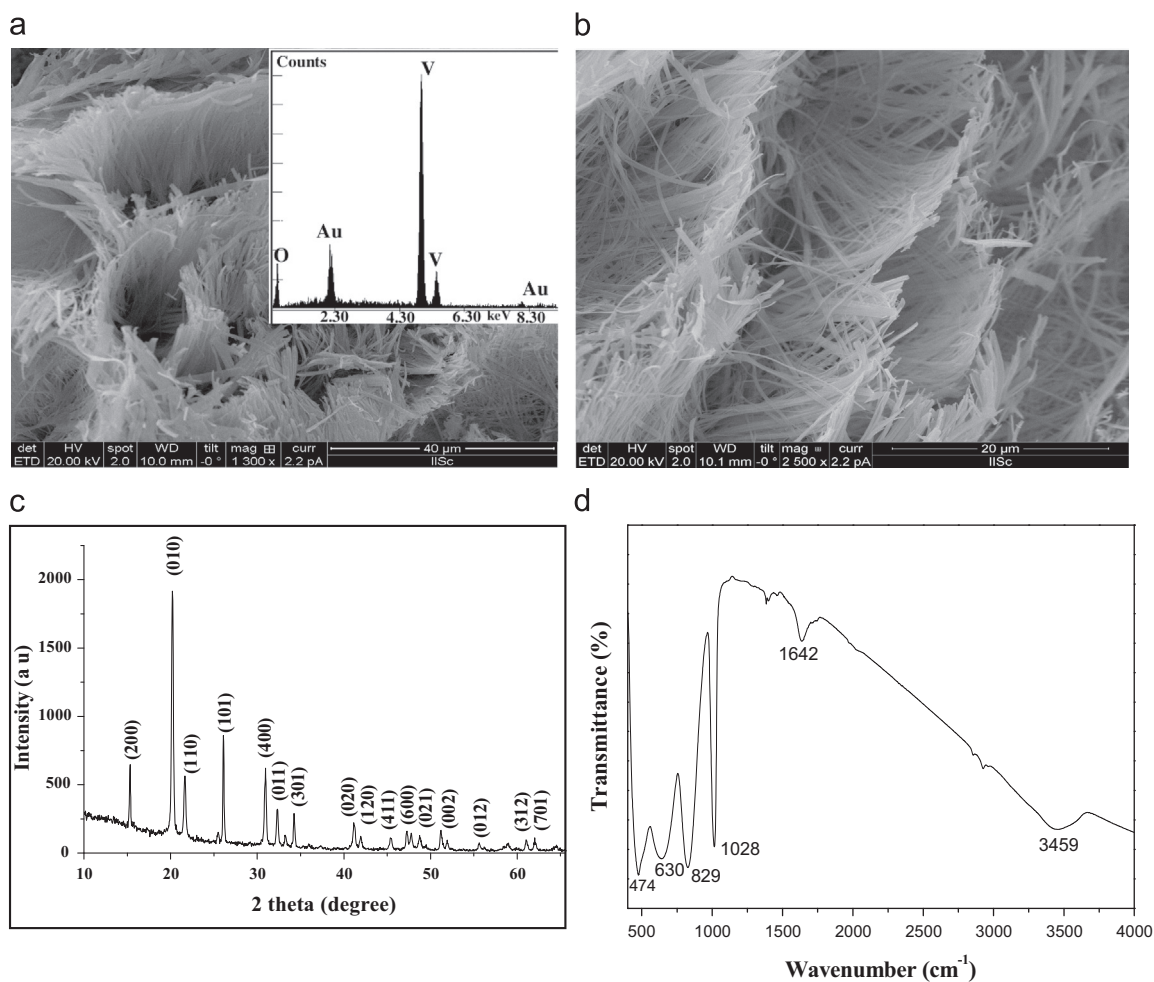 a
b
Counts
V
Au
O
V
Au
2.30 4.30 6.30 keV 8.30
det HV spot WD tilt mag curr 40 µm
ETD 20.00 kV 2.0 10.0 mm -0 ° 1 300 x 2.2 pA IISc
det HV spot WD tilt mag curr 20 µm
ETD 20.00 kV 2.0 10.1 mm -0 ° 2 500 x 2.2 pA IISc
c
Intensity (a u)
2000
1500
1000
500
0
(200)
(010)
(110)
(101)
(400)
(011)
(301)
(020)
(120)
(411)
(600)
(021)
(002)
(012)
(312)
(701)
10 20 30 40 50 60
2 theta (degree)
d
Transmittance (%)
474
630
829
1028
1642
3459
500 1000 1500 2000 2500 3000 3500 4000
Wavenumber (cm⁻¹)